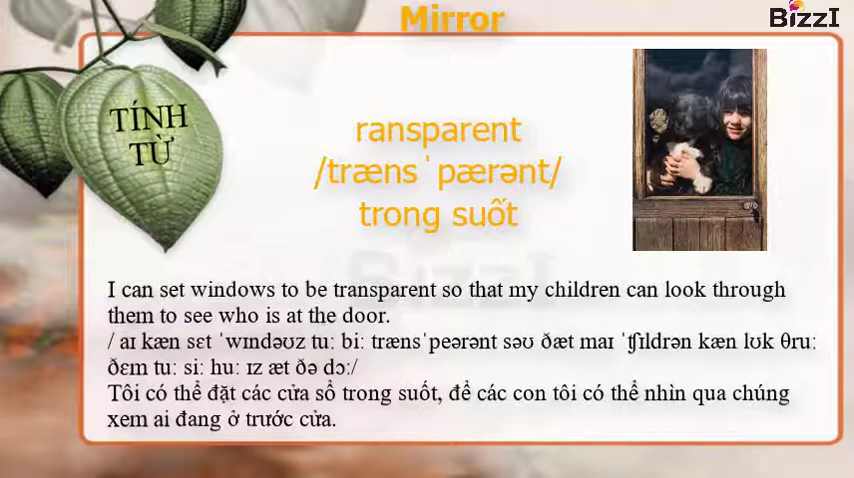 Mirror
BizzI
TÍNH
TỪ
ransparent
/trænsˈpærənt/
trong suốt
BizzI
I can set windows to be transparent so that my children can look through
them to see who is at the door.
/ aɪ kæn sɛt ˈwɪndəʊz tuː biː trænsˈpeərənt səʊ ðæt maɪ ˈʧɪldrən kæn lʊk θruː
ðɛm tuː siː huː ɪz æt ðə dɔː/
Tôi có thể đặt các cửa sổ trong suốt, để các con tôi có thể nhìn qua chúng
xem ai đang ở trước cửa.